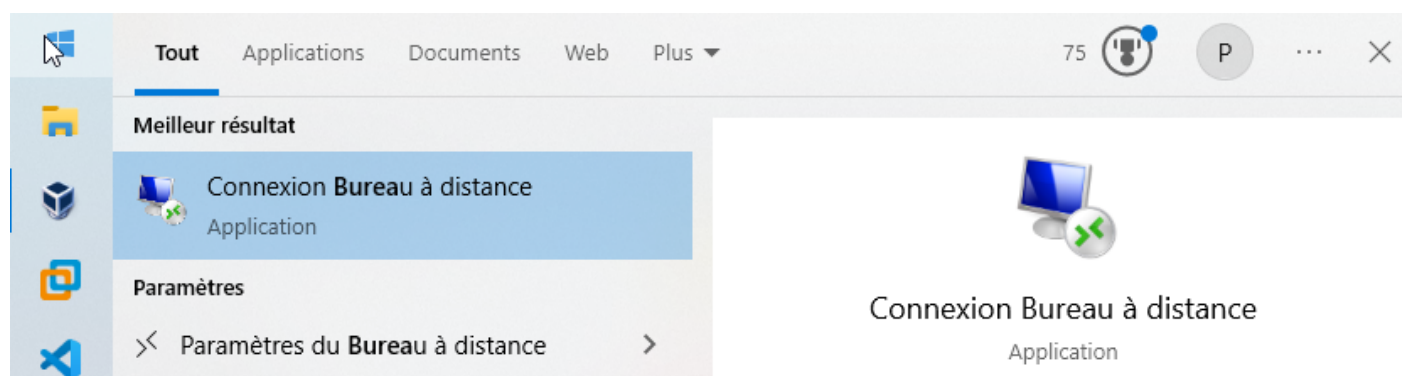 Tout Applications Documents Web Plus 75 P ...
Meilleur résultat
Connexion Bureau à distance
Application
Paramètres
Paramètres du Bureau à distance
Connexion Bureau à distance
Application